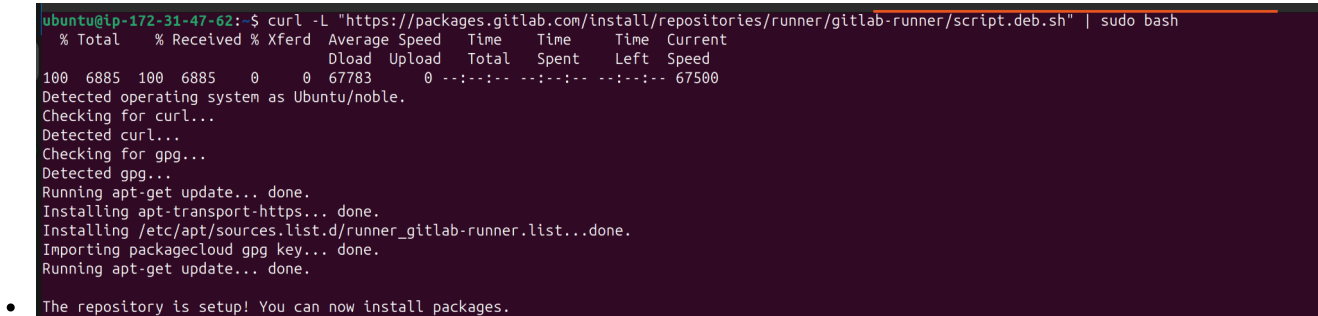 ubuntu@ip-172-31-47-62:~$ curl -L "https://packages.gitlab.com/install/repositories/runner/gitlab-runner/script.deb.sh" | sudo bash
  % Total    % Received % Xferd  Average Speed   Time    Time     Time  Current
                                 Dload  Upload   Total   Spent    Left  Speed
100  6885  100  6885    0     0  67783      0 --:--:-- --:--:-- --:--:-- 67500
Detected operating system as Ubuntu/noble.
Checking for curl...
Detected curl...
Checking for gpg...
Detected gpg...
Running apt-get update... done.
Installing apt-transport-https... done.
Installing /etc/apt/sources.list.d/runner_gitlab-runner.list...done.
Importing packagecloud gpg key... done.
Running apt-get update... done.
The repository is setup! You can now install packages.